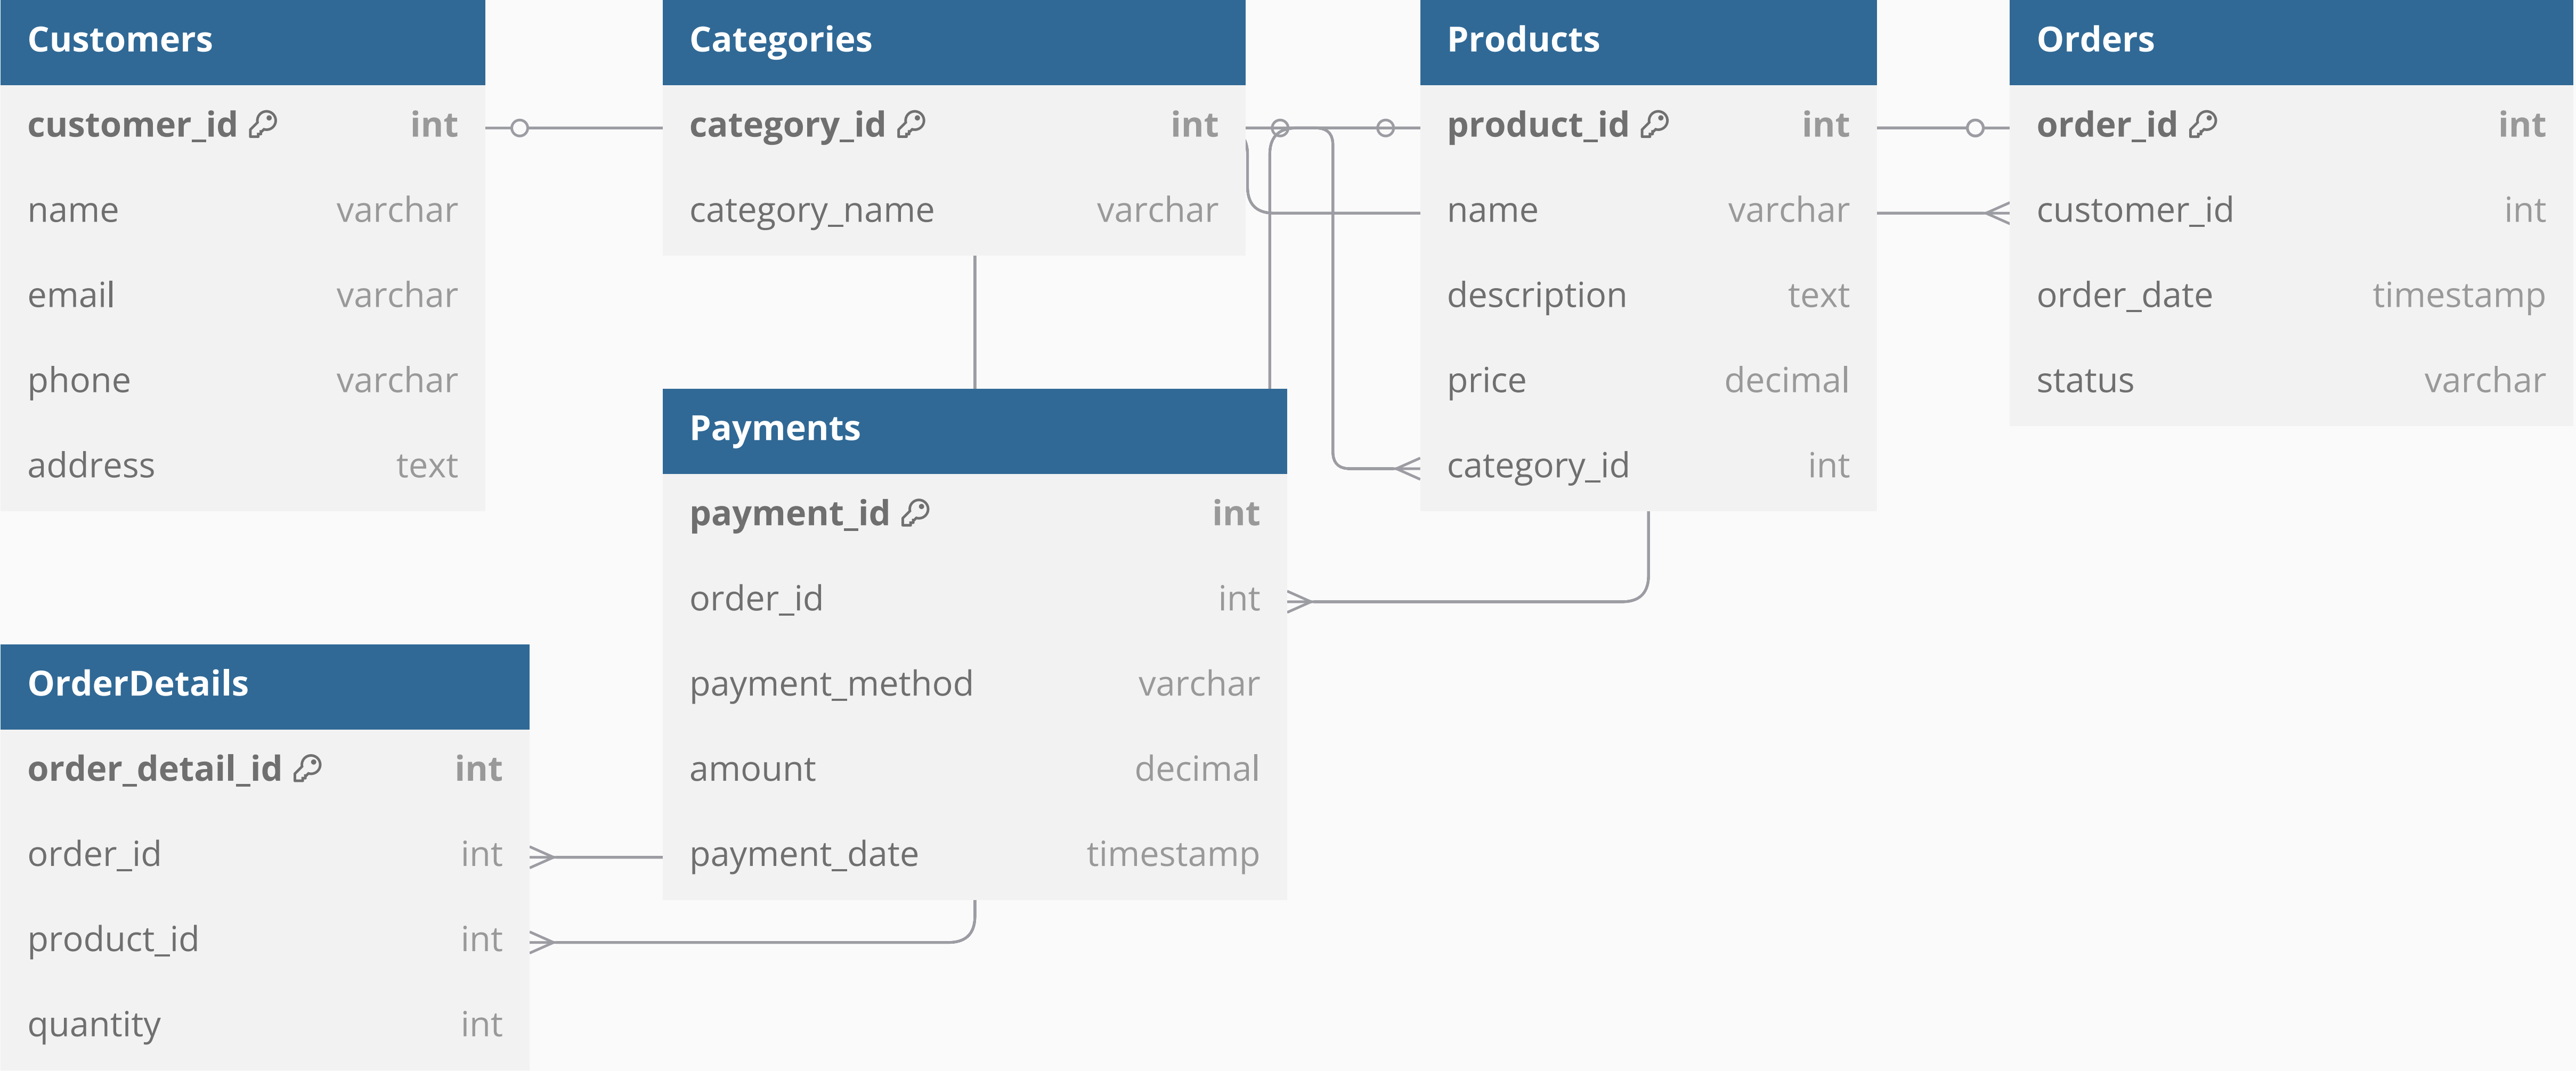 Customers
customer_id int
name varchar
email varchar
phone varchar
address text
Categories
category_id int
category_name varchar
Products
product_id int
name varchar
description text
price decimal
category_id int
Orders
order_id int
customer_id int
order_date timestamp
status varchar
Payments
payment_id int
order_id int
payment_method varchar
amount decimal
payment_date timestamp
OrderDetails
order_detail_id int
order_id int
product_id int
quantity int